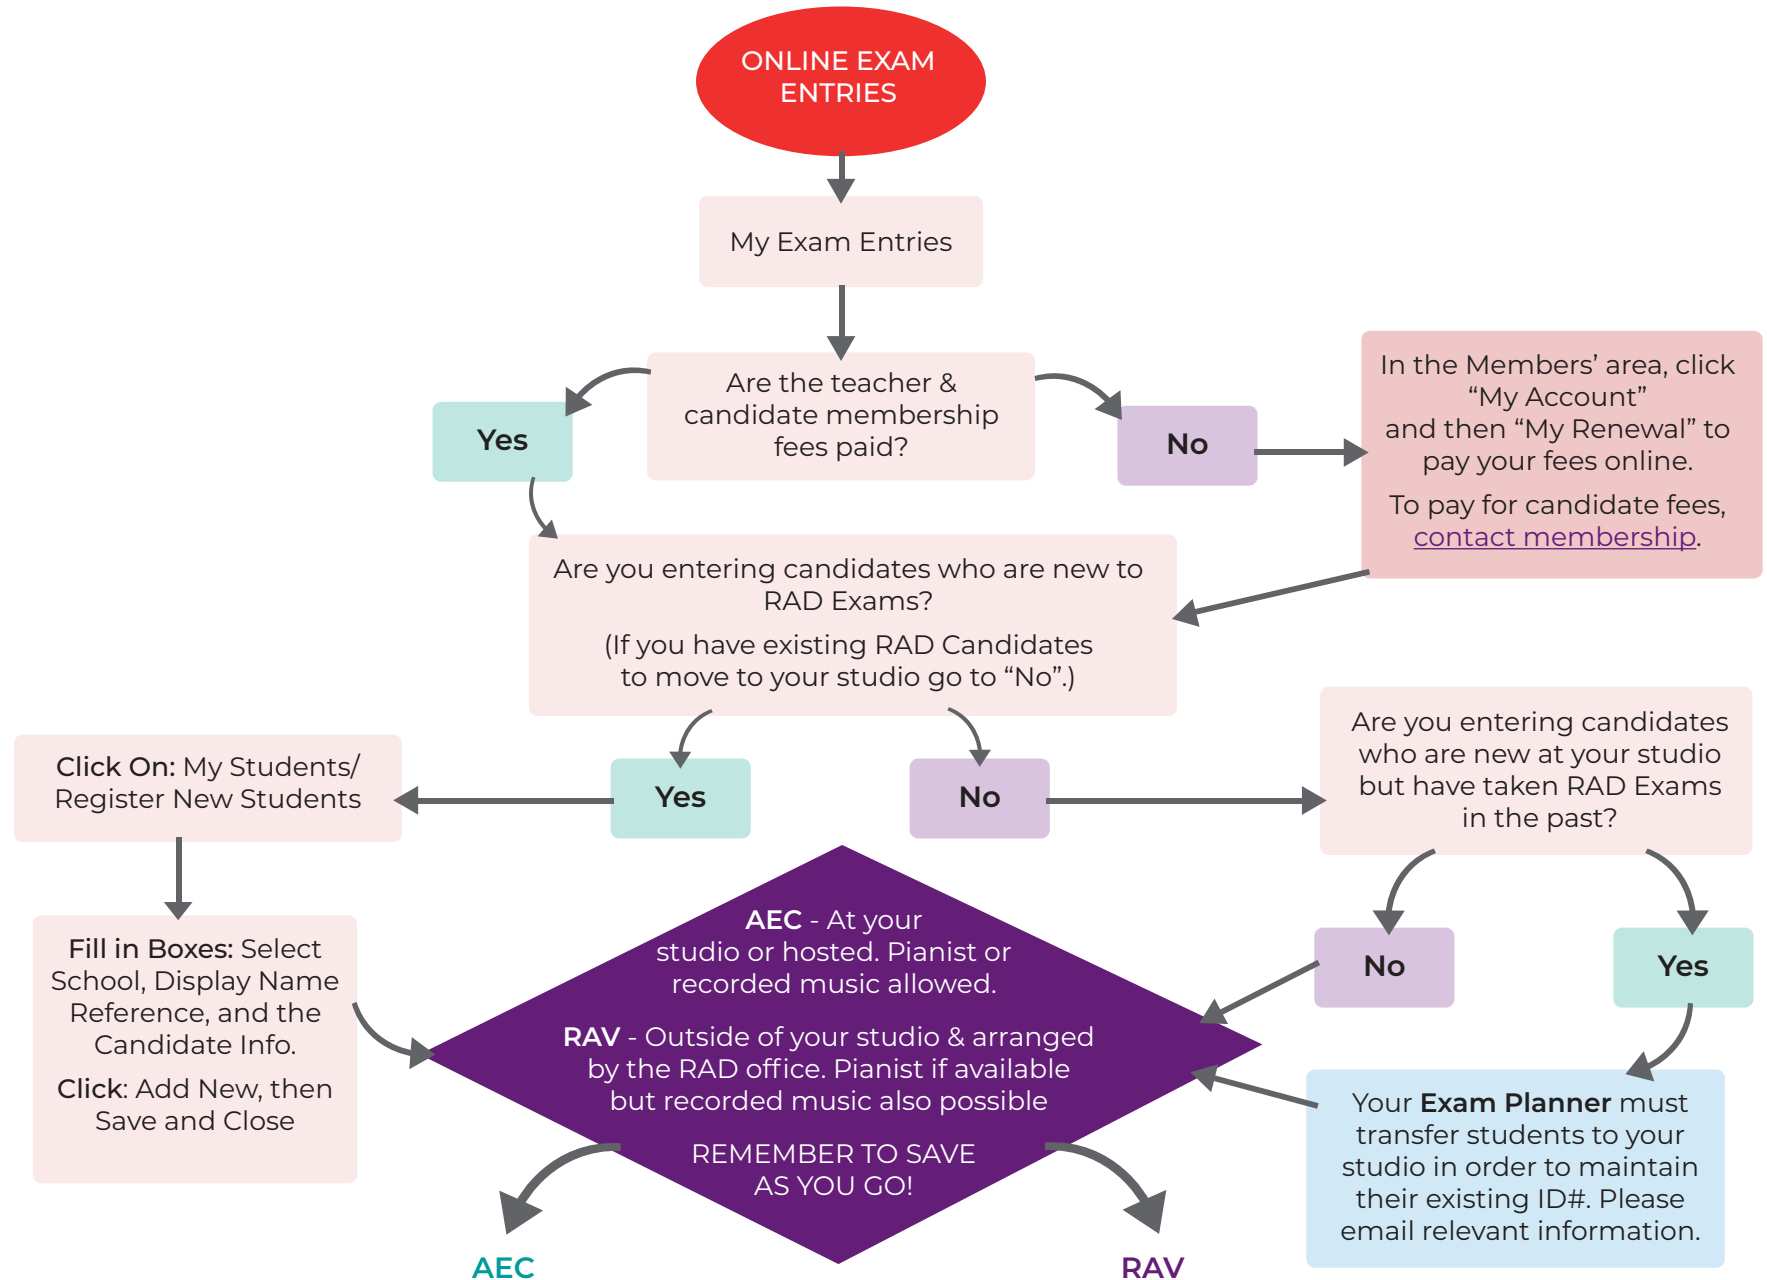 ONLINE EXAM
ENTRIES
My Exam Entries
Are the teacher &
candidate membership
fees paid?
Yes
No
In the Members’ area, click
“My Account”
and then “My Renewal” to
pay your fees online.
To pay for candidate fees,
contact membership.
Are you entering candidates who are new to
RAD Exams?
(If you have existing RAD Candidates
to move to your studio go to “No”.)
Yes
No
Click On: My Students/
Register New Students
Fill in Boxes: Select
School, Display Name
Reference, and the
Candidate Info.
Click: Add New, then
Save and Close
Are you entering candidates
who are new at your studio
but have taken RAD Exams
in the past?
No
Yes
Your Exam Planner must
transfer students to your
studio in order to maintain
their existing ID#. Please
email relevant information.
AEC - At your
studio or hosted. Pianist or
recorded music allowed.
RAV - Outside of your studio & arranged
by the RAD office. Pianist if available
but recorded music also possible
REMEMBER TO SAVE
AS YOU GO!
AEC
RAV